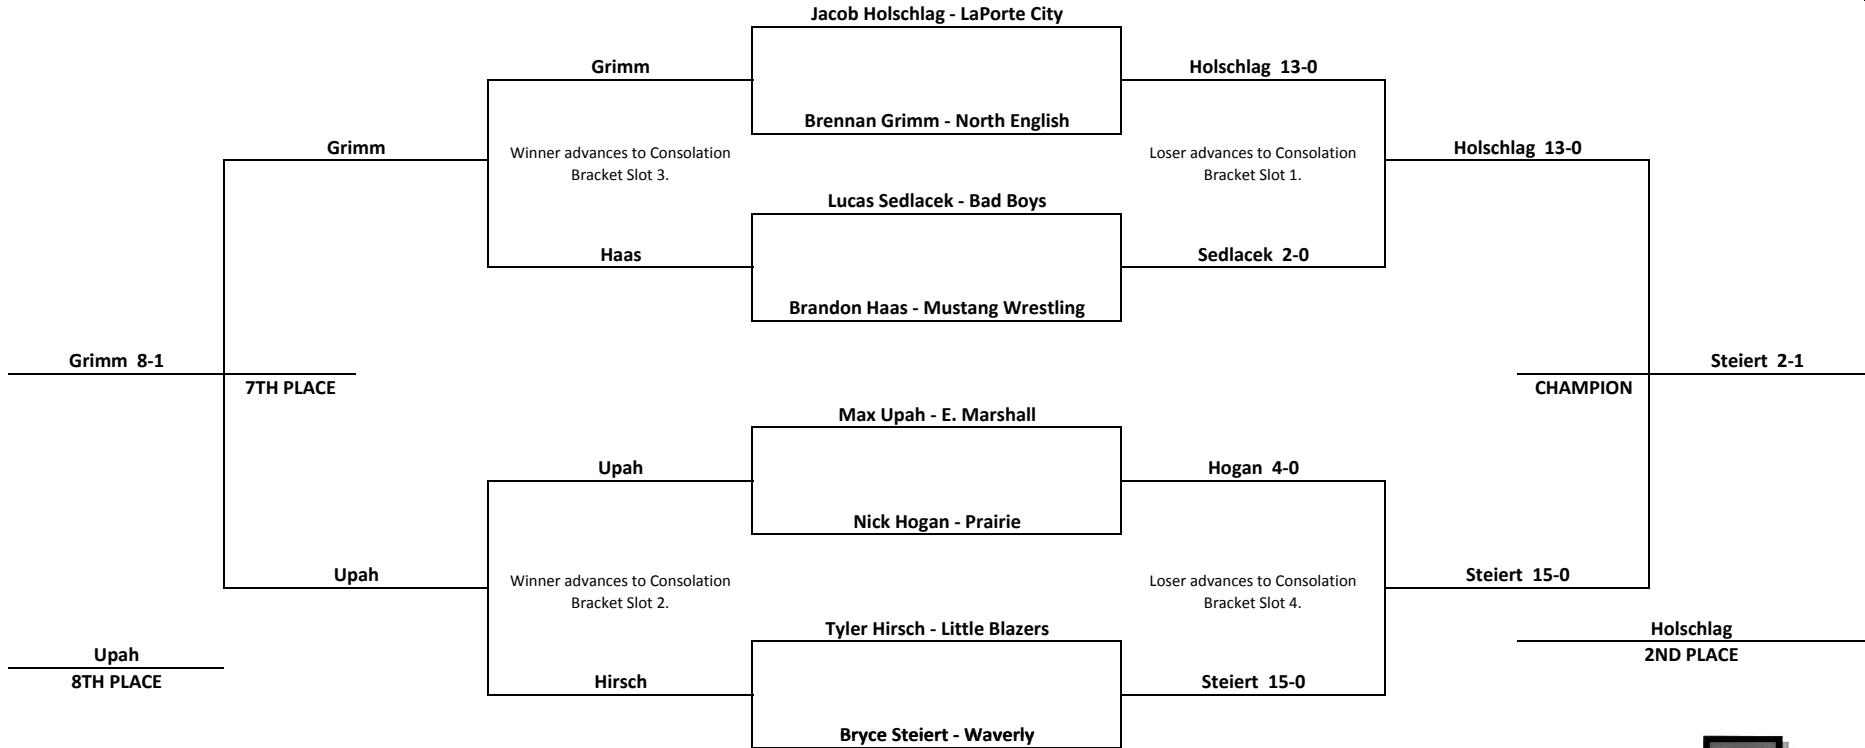 Jacob Holschlag - LaPorte City
Grimm
Holschlag  13-0
Brennan Grimm - North English
Grimm
Winner advances to Consolation
Bracket Slot 3.
Loser advances to Consolation
Bracket Slot 1.
Holschlag  13-0
Lucas Sedlacek - Bad Boys
Haas
Sedlacek  2-0
Brandon Haas - Mustang Wrestling
Grimm  8-1
7TH PLACE
Steiert  2-1
CHAMPION
Max Upah - E. Marshall
Upah
Hogan  4-0
Nick Hogan - Prairie
Upah
Winner advances to Consolation
Bracket Slot 2.
Loser advances to Consolation
Bracket Slot 4.
Steiert  15-0
Tyler Hirsch - Little Blazers
Holschlag
2ND PLACE
Upah
8TH PLACE
Hirsch
Steiert  15-0
Bryce Steiert - Waverly